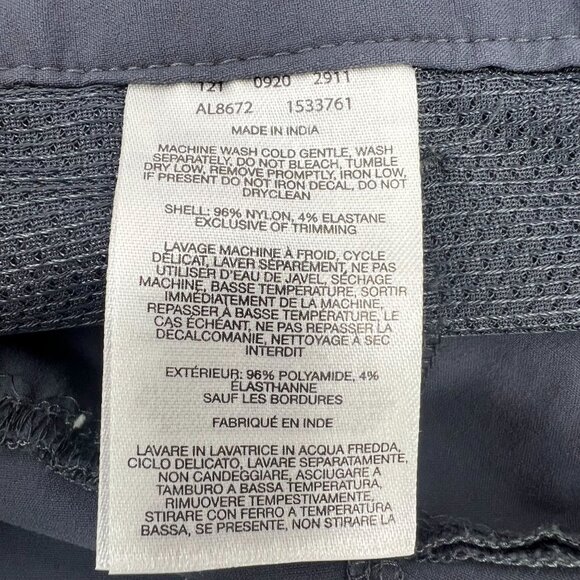 121 0920 2911
AL8672 1533761
MADE IN INDIA
MACHINE WASH COLD GENTLE, WASH
SEPARATELY, DO NOT BLEACH, TUMBLE
DRY LOW, REMOVE PROMPTLY, IRON LOW,
IF PRESENT DO NOT IRON DECAL, DO NOT
DRYCLEAN
SHELL: 96% NYLON, 4% ELASTANE
EXCLUSIVE OF TRIMMING
LAVAGE MACHINE À FROID, CYCLE
DÉLICAT, LAVER SÉPARÉMENT, NE PAS
UTILISER D'EAU DE JAVEL, SÉCHAGE
MACHINE, BASSE TEMPÉRATURE, SORTIR
IMMÉDIATEMENT DE LA MACHINE,
REPASSER À BASSE TEMPÉRATURE, LE
CAS ÉCHÉANT, NE PAS REPASSER LA
DÉCALCOMANIE, NETTOYAGE À SEC
INTERDIT
EXTÉRIEUR: 96% POLYAMIDE, 4%
ÉLASTHANNE
SAUF LES BORDURES
FABRIQUÉ EN INDE
LAVARE IN LAVATRICE IN ACQUA FREDDA,
CICLO DELICATO, LAVARE SEPARATAMENTE,
NON CANDEGGIARE, ASCIUGARE A
TAMBURO A BASSA TEMPERATURA,
RIMUOVERE TEMPESTIVAMENTE,
STIRARE CON FERRO A TEMPERATURA
BASSA, SE PRESENTE, NON STIRARE LA